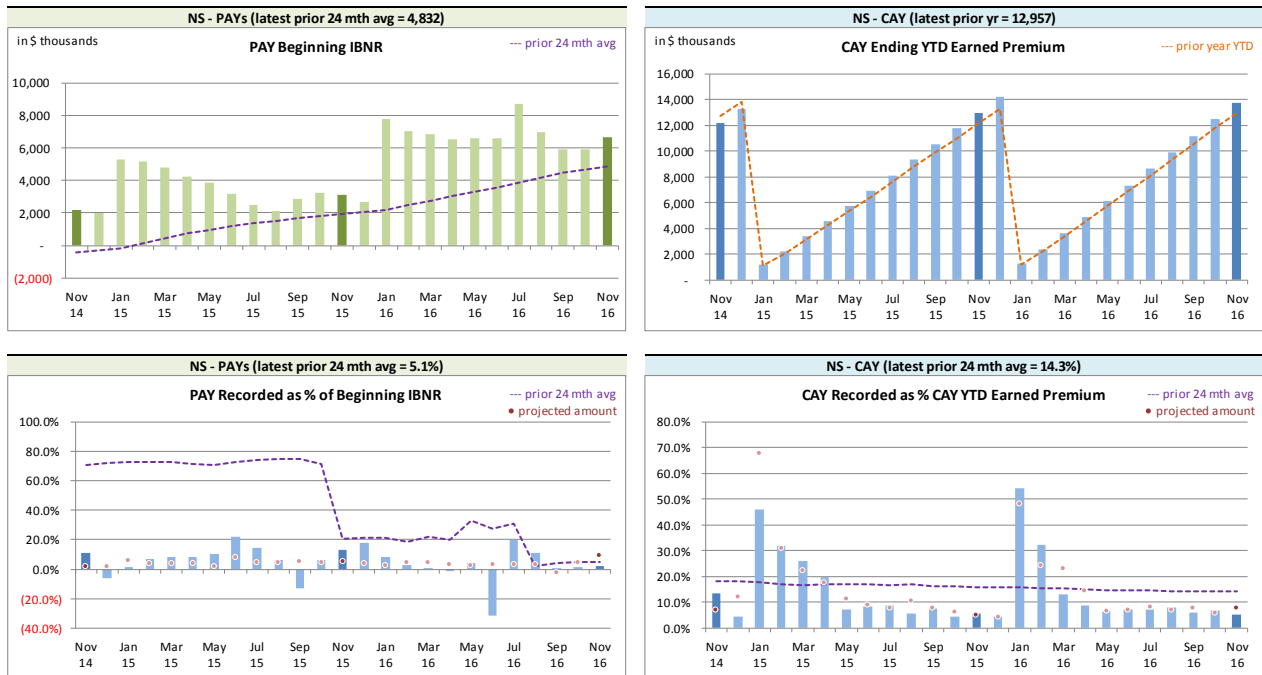 NS - PAYs (latest prior 24 mth avg = 4,832)
in $ thousands
PAY Beginning IBNR
--- prior 24 mth avg
10,000
8,000
6,000
4,000
2,000
-
(2,000)
Nov Jan Mar May Jul Sep Nov Jan Mar May Jul Sep Nov
14 15 15 15 15 15 15 16 16 16 16 16 16
NS - CAY (latest prior yr = 12,957)
in $ thousands
CAY Ending YTD Earned Premium
--- prior year YTD
16,000
14,000
12,000
10,000
8,000
6,000
4,000
2,000
-
Nov Jan Mar May Jul Sep Nov Jan Mar May Jul Sep Nov
14 15 15 15 15 15 15 16 16 16 16 16 16
NS - PAYs (latest prior 24 mth avg = 5.1%)
PAY Recorded as % of Beginning IBNR
--- prior 24 mth avg
• projected amount
100.0%
80.0%
60.0%
40.0%
20.0%
0.0%
(20.0%)
(40.0%)
Nov Jan Mar May Jul Sep Nov Jan Mar May Jul Sep Nov
14 15 15 15 15 15 15 16 16 16 16 16 16
NS - CAY (latest prior 24 mth avg = 14.3%)
CAY Recorded as % CAY YTD Earned Premium
--- prior 24 mth avg
• projected amount
80.0%
70.0%
60.0%
50.0%
40.0%
30.0%
20.0%
10.0%
0.0%
Nov Jan Mar May Jul Sep Nov Jan Mar May Jul Sep Nov
14 15 15 15 15 15 15 16 16 16 16 16 16